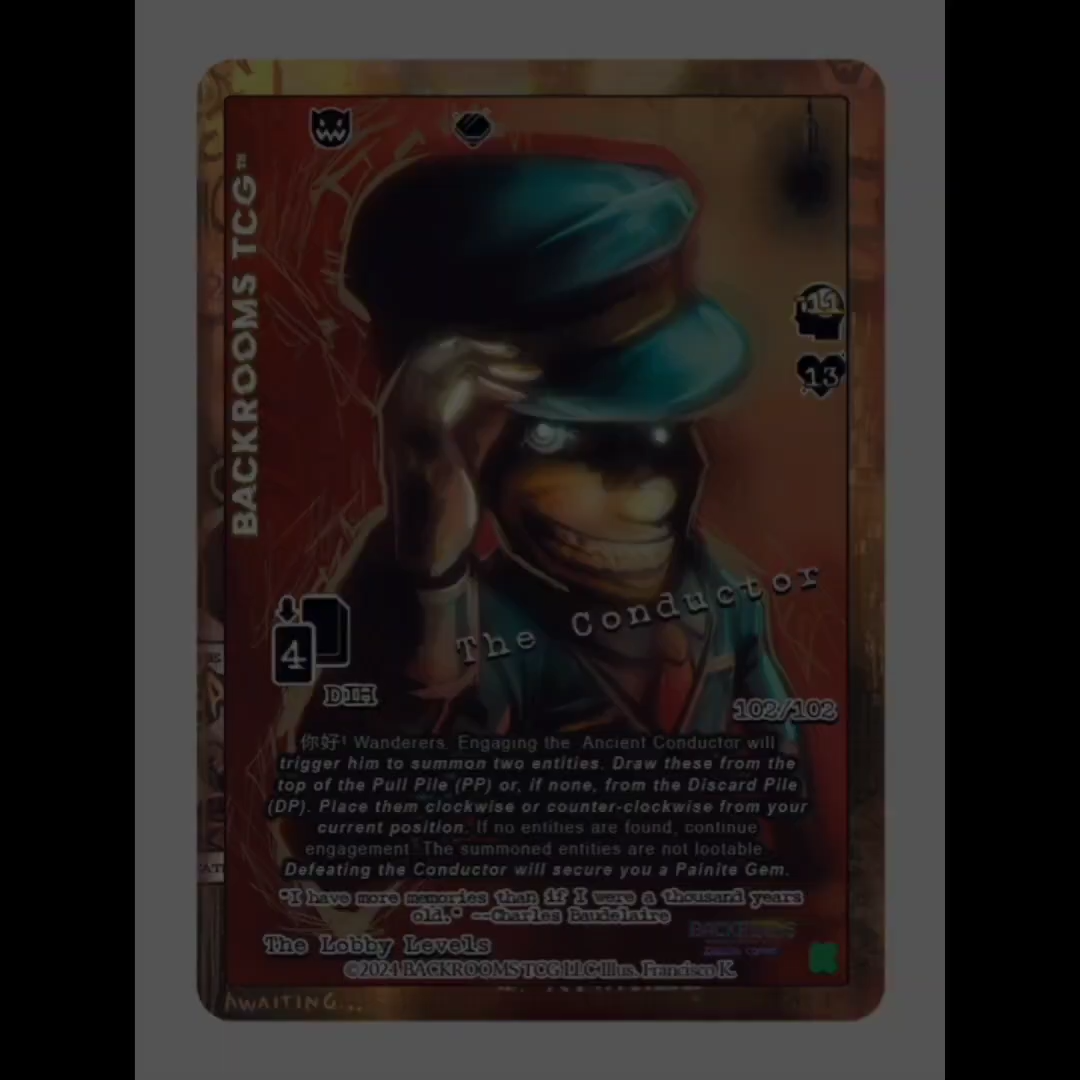 BACKROOMS TCG™
11
13
The Conductor
4
DIH
102/102
你好! Wanderers. Engaging the Ancient Conductor will
trigger him to summon two entities. Draw these from the
top of the Pull Pile (PP) or, if none, from the Discard Pile
(DP). Place them clockwise or counter-clockwise from your
current position. If no entities are found, continue
engagement. The summoned entities are not lootable.
Defeating the Conductor will secure you a Painite Gem.
"I have more memories than if I were a thousand years
old." --Charles Baudelaire
The Lobby Levels
BACKROOMS
©2024 BACKROOMS TCG LLC Illus. Francisco K.
AWAITING...